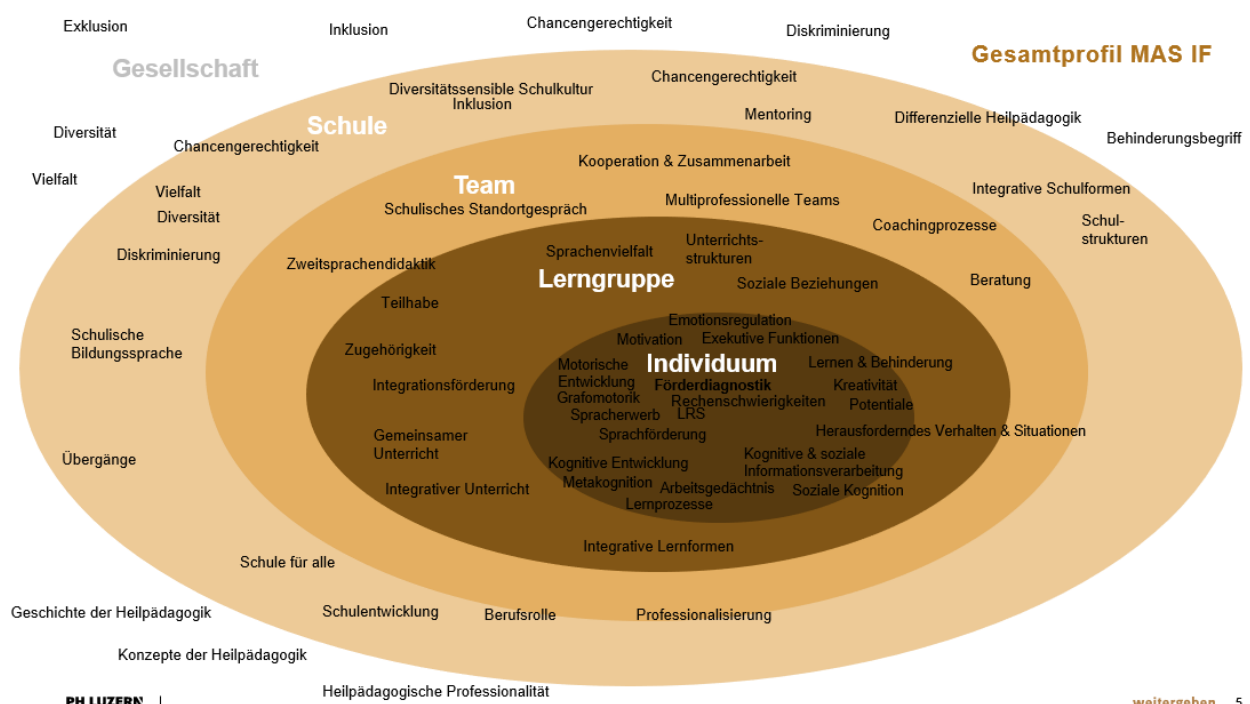 Exklusion
Inklusion
Chancengerechtigkeit
Diskriminierung
Gesamtprofil MAS IF
Gesellschaft
Chancengerechtigkeit
Diversitätssensible Schulkultur
Inklusion
Mentoring
Differenzielle Heilpädagogik
Schule
Diversität
Chancengerechtigkeit
Behinderungsbegriff
Kooperation & Zusammenarbeit
Vielfalt
Vielfalt
Team
Integrative Schulformen
Multiprofessionelle Teams
Schulisches Standortgespräch
Diversität
Coachingprozesse
Schul-
strukturen
Diskriminierung
Sprachenvielfalt
Unterrichts-
strukturen
Zweitsprachendidaktik
Lerngruppe
Soziale Beziehungen
Beratung
Teilhabe
Emotionsregulation
Schulische
Bildungssprache
Motivation
Exekutive Funktionen
Zugehörigkeit
Individuum
Lernen & Behinderung
Motorische
Entwicklung
Integrationsförderung
Förderdiagnostik
Kreativität
Grafomotorik
Rechenschwierigkeiten
Potentiale
Spracherwerb
LRS
Sprachförderung
Herausforderndes Verhalten & Situationen
Gemeinsamer
Unterricht
Übergänge
Kognitive Entwicklung
Kognitive & soziale
Informationsverarbeitung
Metakognition
Arbeitsgedächtnis
Soziale Kognition
Integrativer Unterricht
Lernprozesse
Integrative Lernformen
Schule für alle
Geschichte der Heilpädagogik
Schulentwicklung
Berufsrolle
Professionalisierung
Konzepte der Heilpädagogik
Heilpädagogische Professionalität
PH LUZERN
weitergeben 5